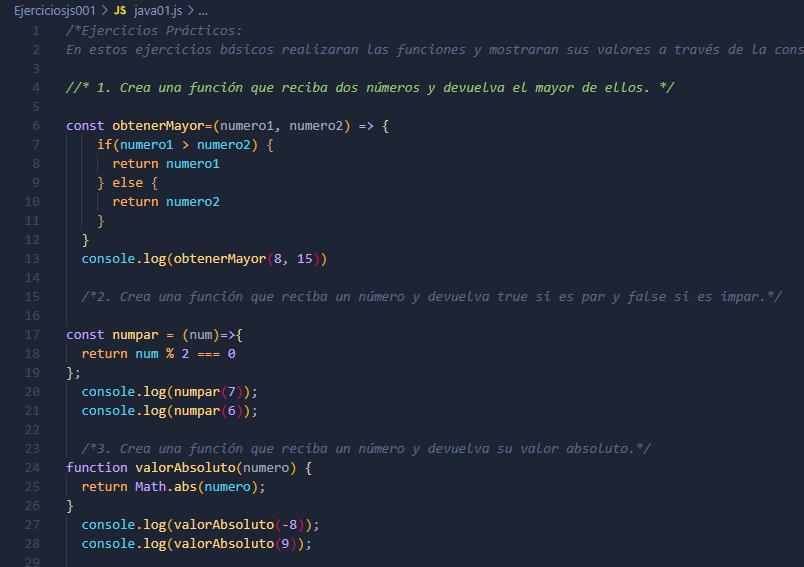 Ejerciciosjs001 > JS java01.js > ...
1 /*Ejercicios Prácticos:
2 En estos ejercicios básicos realizaran las funciones y mostraran sus valores a través de la cons
3
4 //* 1. Crea una función que reciba dos números y devuelva el mayor de ellos. */
5
6 const obtenerMayor=(numero1, numero2) => {
7 if(numero1 > numero2) {
8 return numero1
9 } else {
10 return numero2
11 }
12 }
13 console.log(obtenerMayor(8, 15))
14
15 /*2. Crea una función que reciba un número y devuelva true si es par y false si es impar.*/
16
17 const numpar = (num)=>{
18 return num % 2 === 0
19 };
20 console.log(numpar(7));
21 console.log(numpar(6));
22
23 /*3. Crea una función que reciba un número y devuelva su valor absoluto.*/
24 function valorAbsoluto(numero) {
25 return Math.abs(numero);
26 }
27 console.log(valorAbsoluto(-8));
28 console.log(valorAbsoluto(9));
29